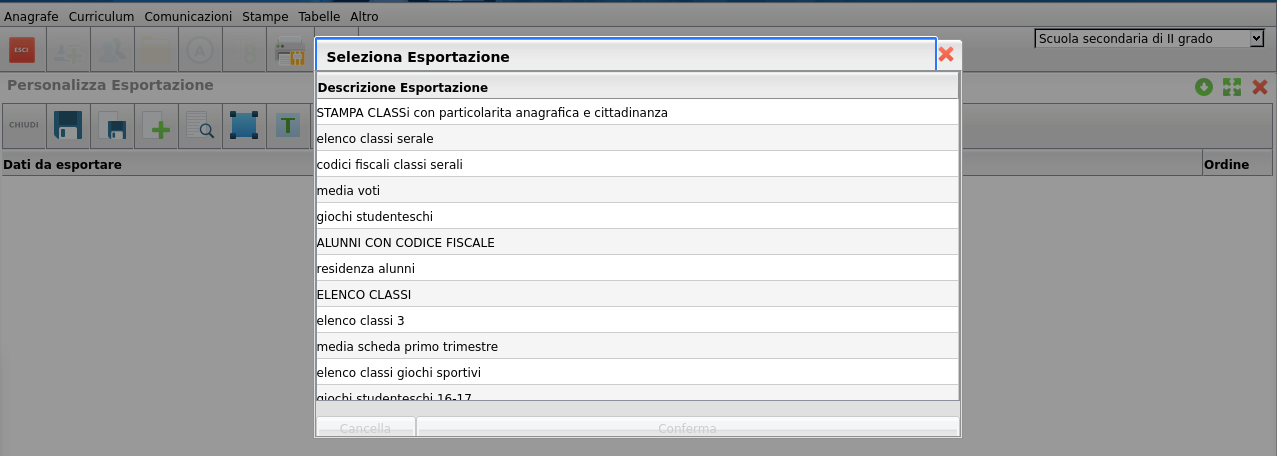 Anagrafe Curriculum Comunicazioni Stampe Tabelle Altro
ESCI
A
Scuola secondaria di II grado
Seleziona Esportazione
Personalizza Esportazione
CHIUDI
T
Dati da esportare
Ordine
Descrizione Esportazione
STAMPA CLASSi con particolarita anagrafica e cittadinanza
elenco classi serale
codici fiscali classi serali
media voti
giochi studenteschi
ALUNNI CON CODICE FISCALE
residenza alunni
ELENCO CLASSI
elenco classi 3
media scheda primo trimestre
elenco classi giochi sportivi
giochi studenteschi 16-17
Cancella Conferma